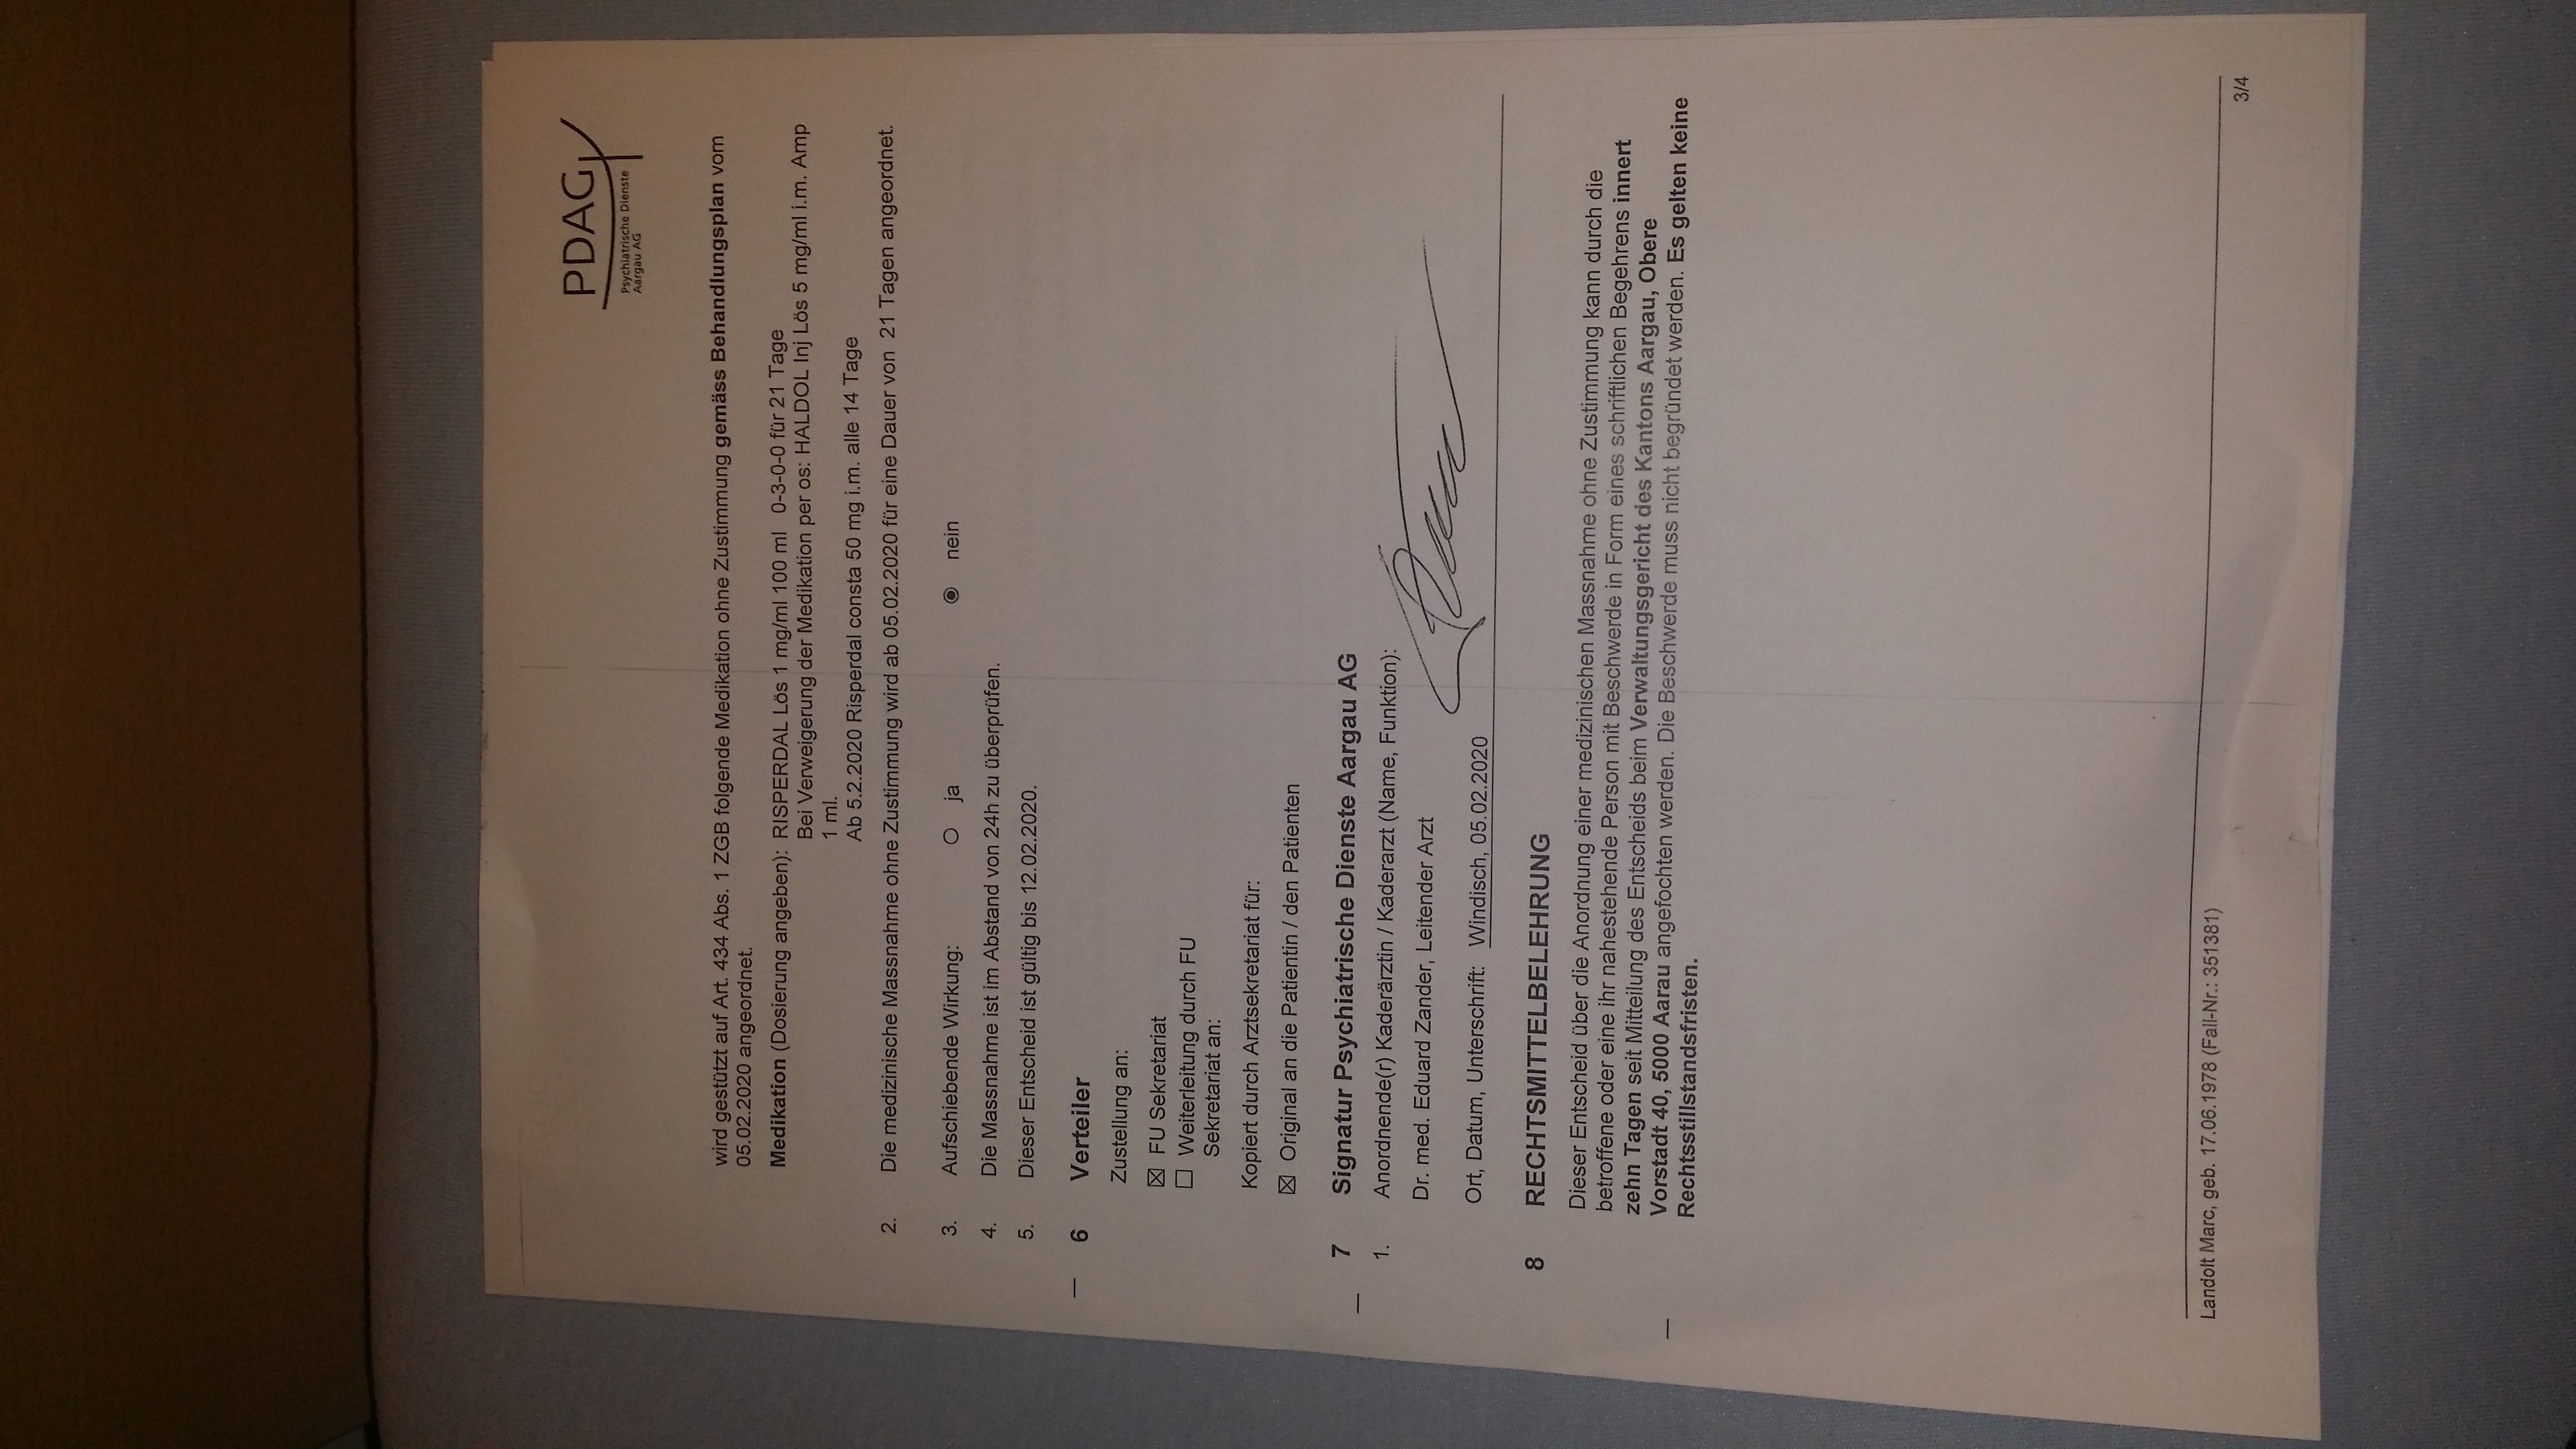 PDAG
Psychiatrische Dienste
Aargau AG
wird gestützt auf Art. 434 Abs. 1 ZGB folgende Medikation ohne Zustimmung gemäss Behandlungsplan vom
05.02.2020 angeordnet.
Medikation (Dosierung angeben): RISPERDAL Lös 1 mg/ml 100 ml 0-3-0-0 für 21 Tage
Bei Verweigerung der Medikation per os: HALDOL Inj Lös 5 mg/ml i.m. Amp
1 ml.
Ab 5.2.2020 Risperdal consta 50 mg i.m. alle 14 Tage
2. Die medizinische Massnahme ohne Zustimmung wird ab 05.02.2020 für eine Dauer von 21 Tagen angeordnet.
3. Aufschiebende Wirkung: ○ ja ◉ nein
4. Die Massnahme ist im Abstand von 24h zu überprüfen.
5. Dieser Entscheid ist gültig bis 12.02.2020.
6 Verteiler
Zustellung an:
☒ FU Sekretariat
☐ Weiterleitung durch FU
Sekretariat an:
Kopiert durch Arztsekretariat für:
☒ Original an die Patientin / den Patienten
7 Signatur Psychiatrische Dienste Aargau AG
1. Anordnende(r) Kaderärztin / Kaderarzt (Name, Funktion):
Dr. med. Eduard Zander, Leitender Arzt
Ort, Datum, Unterschrift: Windisch, 05.02.2020
8 RECHTSMITTELBELEHRUNG
Dieser Entscheid über die Anordnung einer medizinischen Massnahme ohne Zustimmung kann durch die
betroffene oder eine ihr nahestehende Person mit Beschwerde in Form eines schriftlichen Begehrens innert
zehn Tagen seit Mitteilung des Entscheids beim Verwaltungsgericht des Kantons Aargau, Obere
Vorstadt 40, 5000 Aarau angefochten werden. Die Beschwerde muss nicht begründet werden. Es gelten keine
Rechtsstillstandsfristen.
Landolt Marc, geb. 17.06.1978 (Fall-Nr.: 351381)
3/4